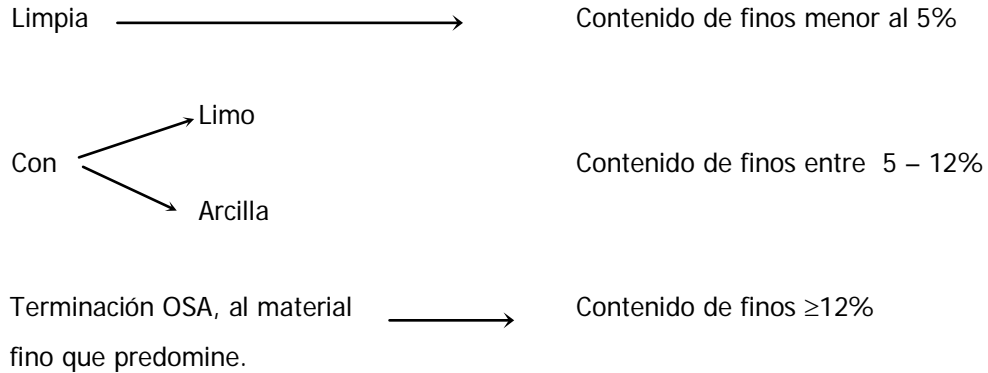 Limpia Contenido de finos menor al 5%
Limo
Con Contenido de finos entre 5 – 12%
Arcilla
Terminación OSA, al material Contenido de finos ≥12%
fino que predomine.